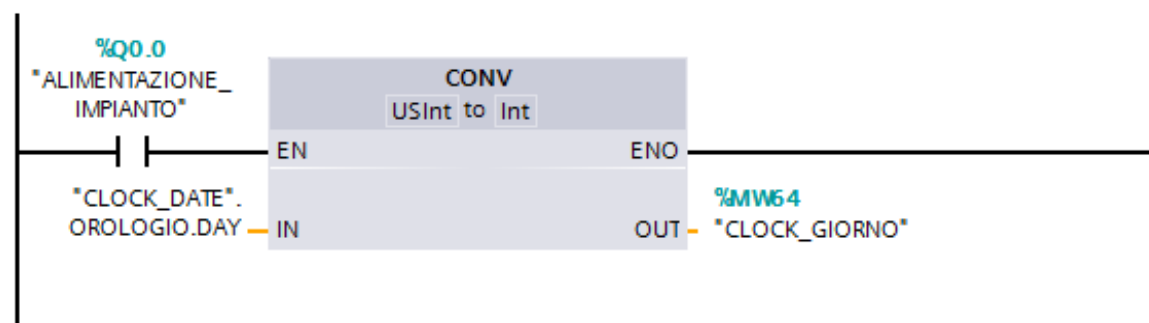 %Q0.0
"ALIMENTAZIONE_
IMPIANTO"
CONV
USInt to Int
EN
ENO
"CLOCK_DATE".
OROLOGIO.DAY
IN
OUT
%MW64
"CLOCK_GIORNO"